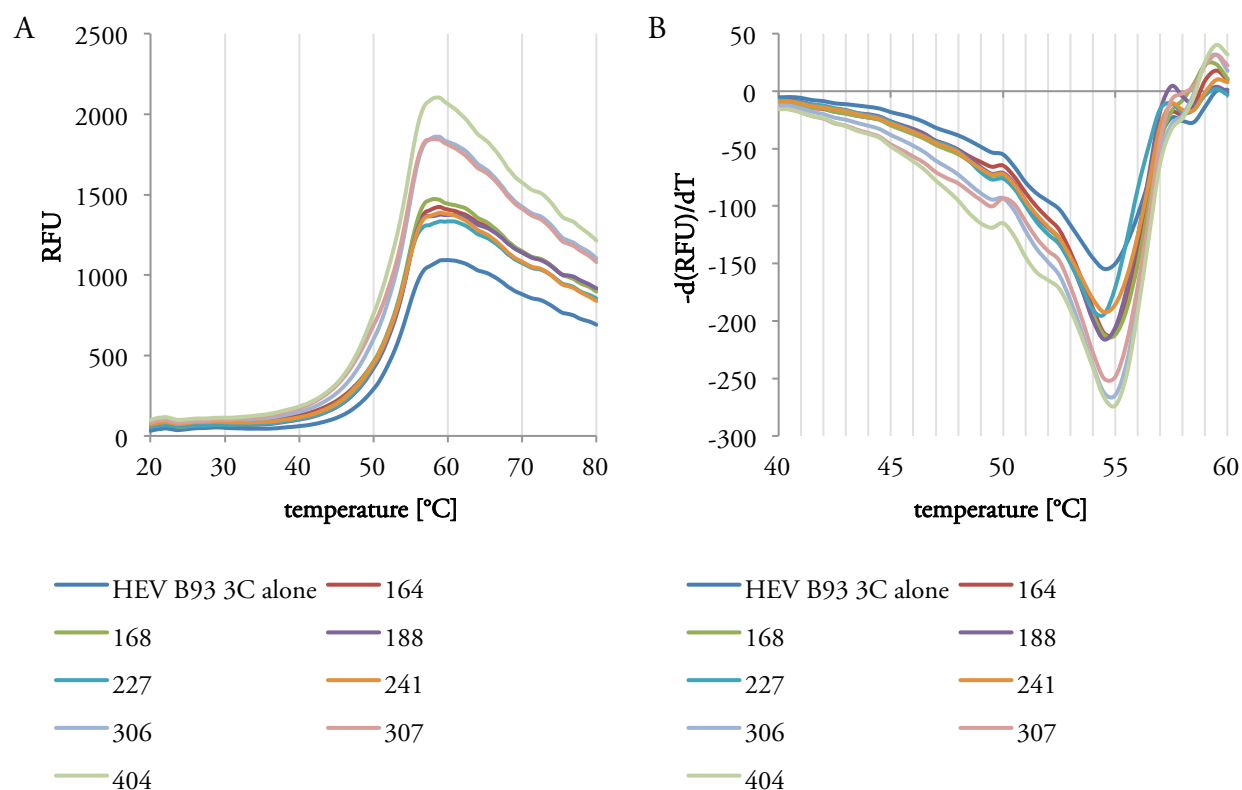 A
2500
2000
1500
1000
500
0
RFU
20 30 40 50 60 70 80
temperature [°C]
B
50
0
-50
-100
-150
-200
-250
-300
-d(RFU)/dT
40 45 50 55 60
temperature [°C]
HEV B93 3C alone 164
168 188
227 241
306 307
404
HEV B93 3C alone 164
168 188
227 241
306 307
404